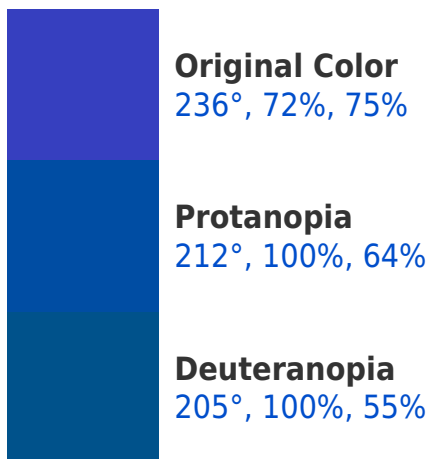 Original Color
236°, 72%, 75%
Protanopia
212°, 100%, 64%
Deuteranopia
205°, 100%, 55%